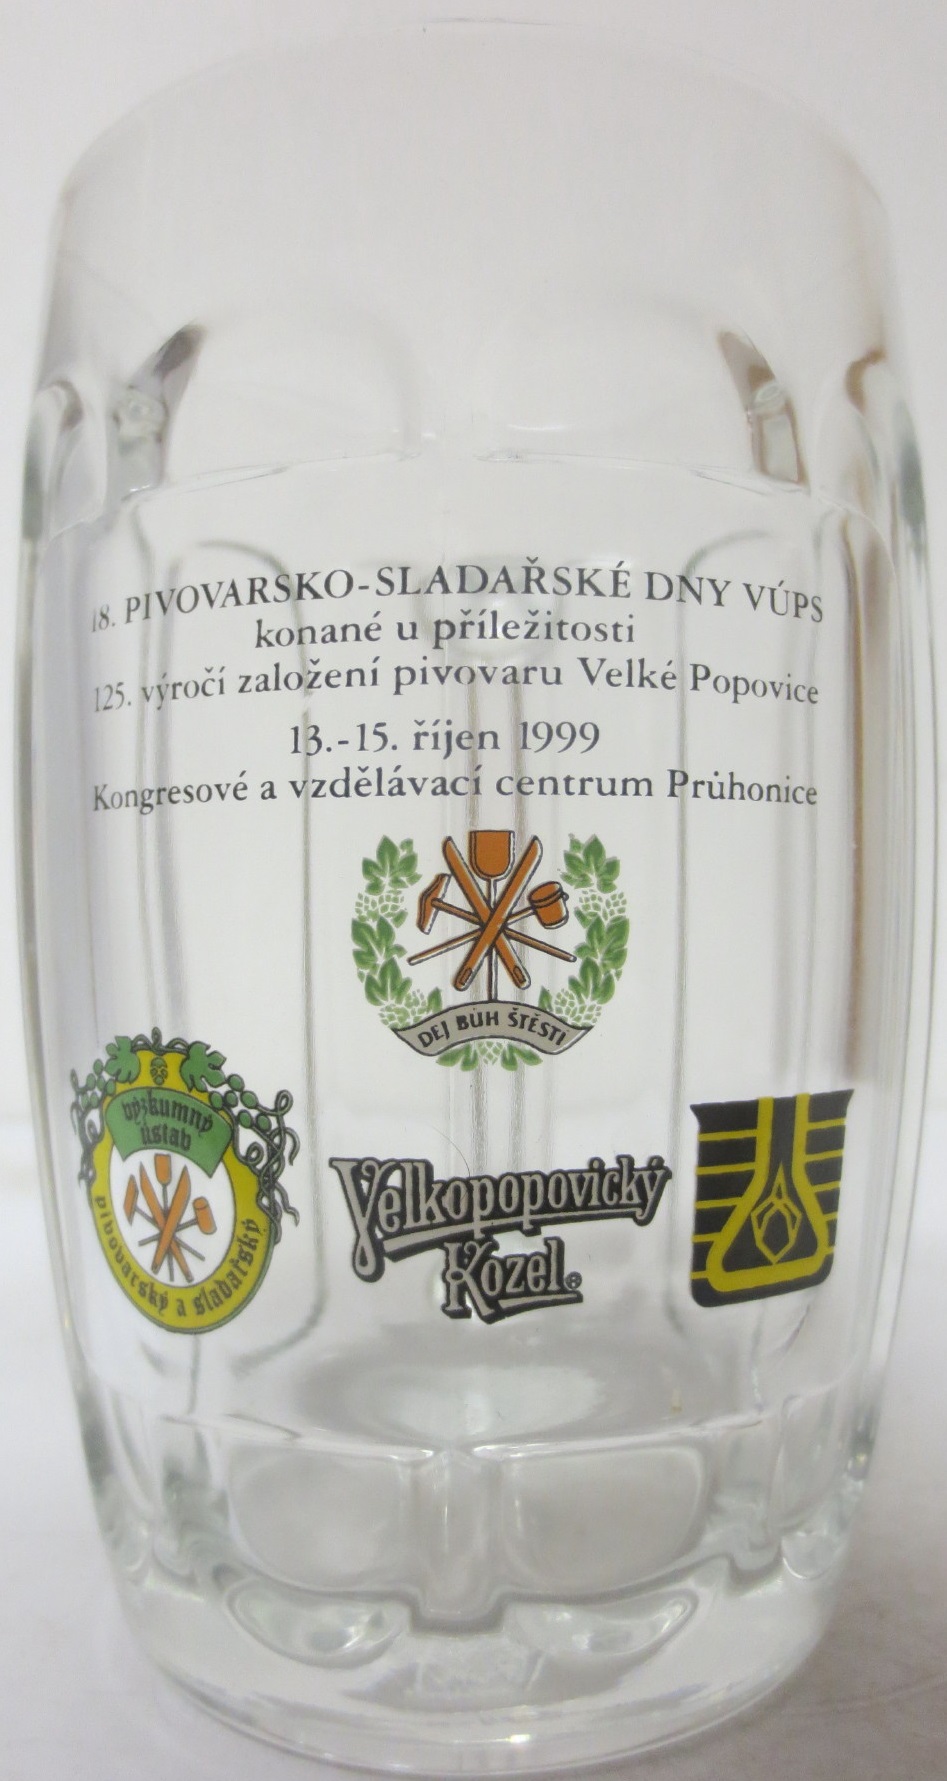 18. PIVOVARSKO-SLADAŘSKÉ DNY VÚPS
konané u příležitosti
125. výročí založení pivovaru Velké Popovice
13.-15. říjen 1999
Kongresové a vzdělávací centrum Průhonice
DEJ BŮH ŠTĚSTÍ
výzkumný
ústav
pivovarský a sladařský
Velkopopovický
Kozel®